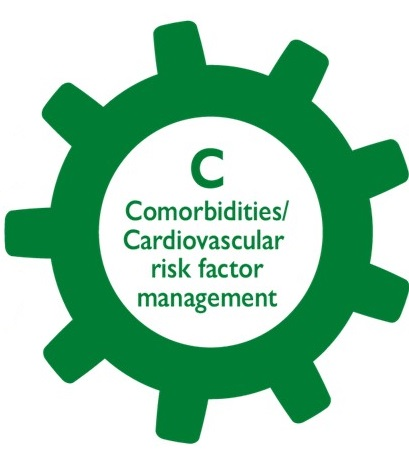 C
Comorbidities/
Cardiovascular
risk factor
management